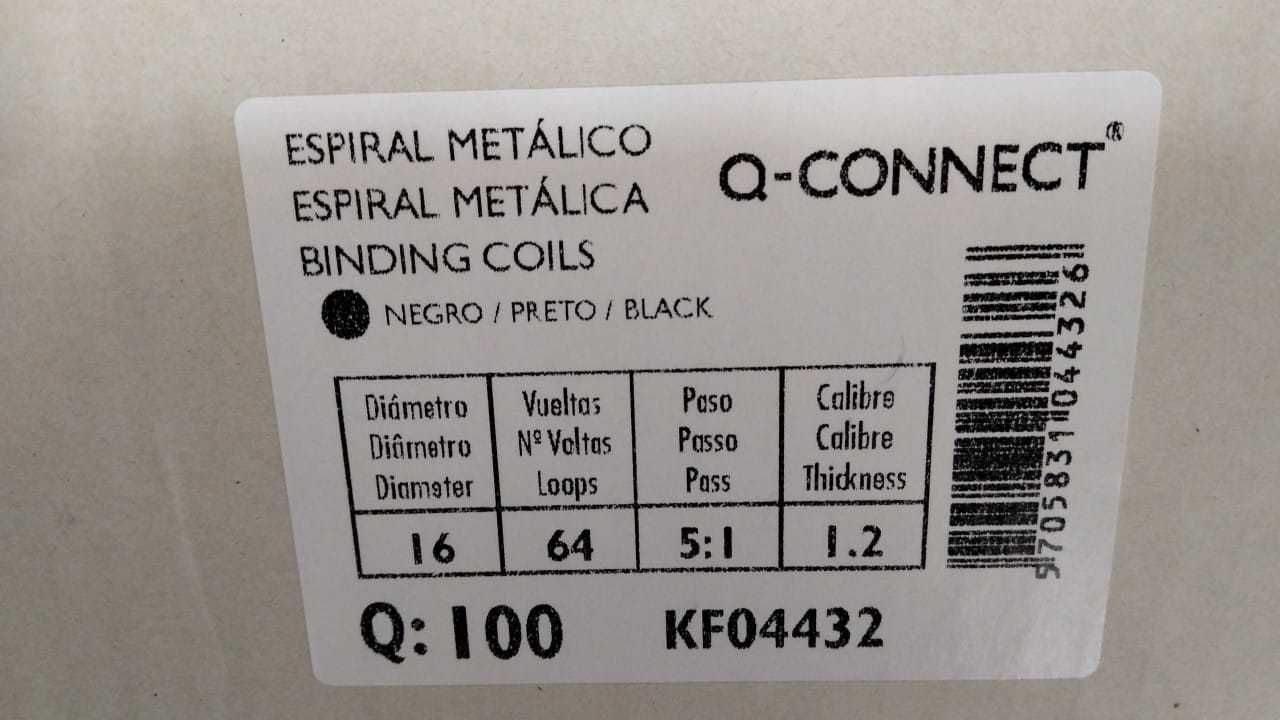 ESPIRAL METÁLICO
ESPIRAL METÁLICA
BINDING COILS
Q-CONNECT®
NEGRO / PRETO / BLACK
Diámetro Vueltas Paso Calibre
Diâmetro Nº Voltas Passo Calibre
Diameter Loops Pass Thickness
16 64 5:1 1.2
Q: 100 KF04432
5705831044326